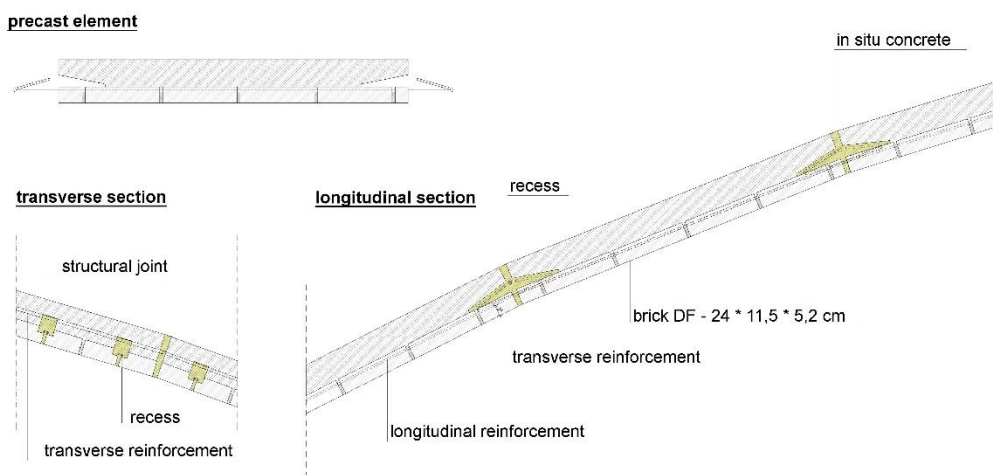 precast element
in situ concrete
transverse section
longitudinal section
recess
structural joint
brick DF - 24 * 11,5 * 5,2 cm
transverse reinforcement
recess
longitudinal reinforcement
transverse reinforcement